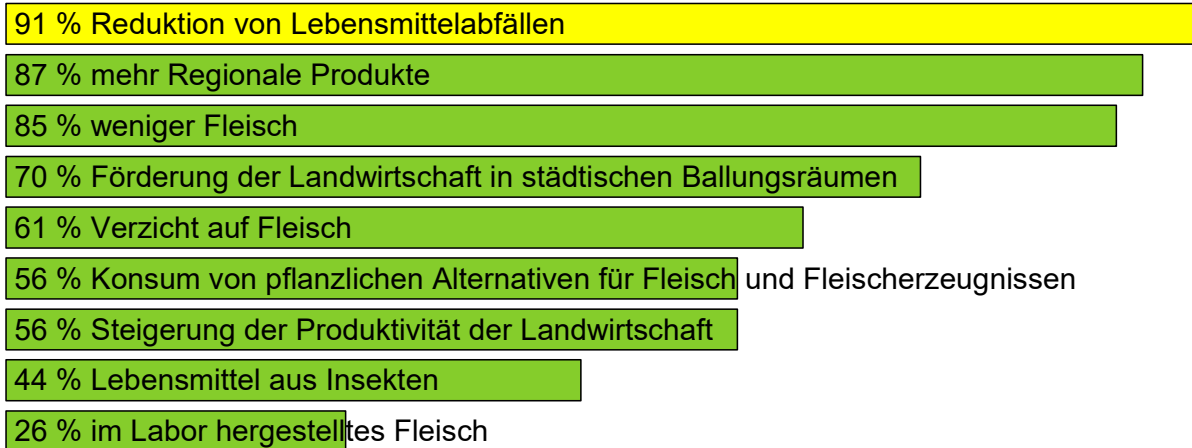 91 % Reduktion von Lebensmittelabfällen
87 % mehr Regionale Produkte
85 % weniger Fleisch
70 % Förderung der Landwirtschaft in städtischen Ballungsräumen
61 % Verzicht auf Fleisch
56 % Konsum von pflanzlichen Alternativen für Fleisch und Fleischerzeugnissen
56 % Steigerung der Produktivität der Landwirtschaft
44 % Lebensmittel aus Insekten
26 % im Labor hergestelltes Fleisch